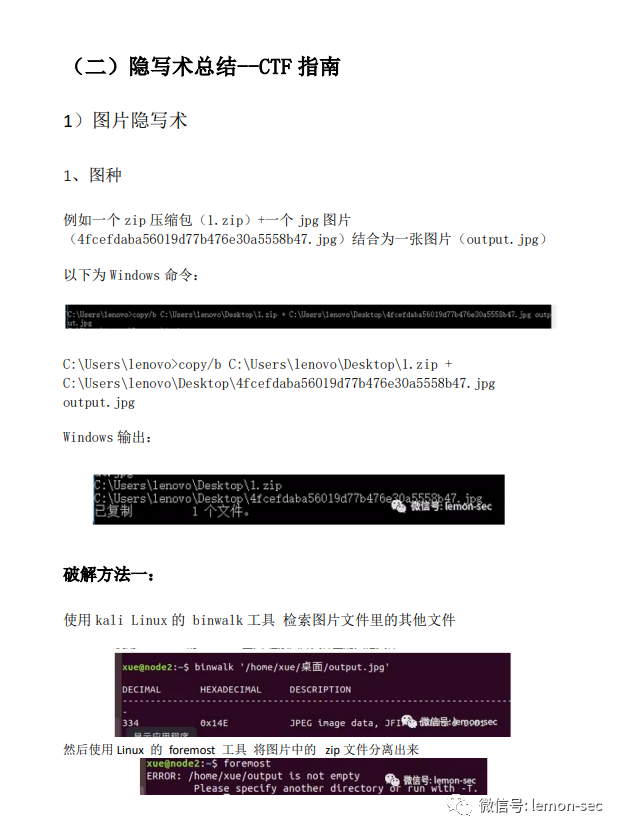 （二）隐写术总结--CTF 指南
1）图片隐写术
1、图种
例如一个 zip 压缩包（1.zip）+一个 jpg 图片
（4fcefdaba56019d77b476e30a5558b47.jpg）结合为一张图片（output.jpg）
以下为 Windows 命令：
C:\Users\lenovo>copy/b C:\Users\lenovo\Desktop\1.zip + C:\Users\lenovo\Desktop\4fcefdaba56019d77b476e30a5558b47.jpg outp
ut.jpg
C:\Users\lenovo>copy/b C:\Users\lenovo\Desktop\1.zip +
C:\Users\lenovo\Desktop\4fcefdaba56019d77b476e30a5558b47.jpg
output.jpg
Windows 输出：
C:\Users\lenovo\Desktop\1.zip
C:\Users\lenovo\Desktop\4fcefdaba56019d77b476e30a5558b47.jpg
已复制 1 个文件。
微信号: lemon-sec
破解方法一：
使用 kali Linux 的 binwalk 工具 检索图片文件里的其他文件
xue@node2:~$ binwalk '/home/xue/桌面/output.jpg'
DECIMAL HEXADECIMAL DESCRIPTION
--------------------------------------------------------------------------------
-
334 0x14E JPEG image data, JFI
微信号: lemon-sec
显示应用程序
然后使用 Linux 的 foremost 工具 将图片中的 zip 文件分离出来
xue@node2:~$ foremost
ERROR: /home/xue/output is not empty
微信号: lemon-sec
Please specify another directory or run with -T.
微信号: lemon-sec